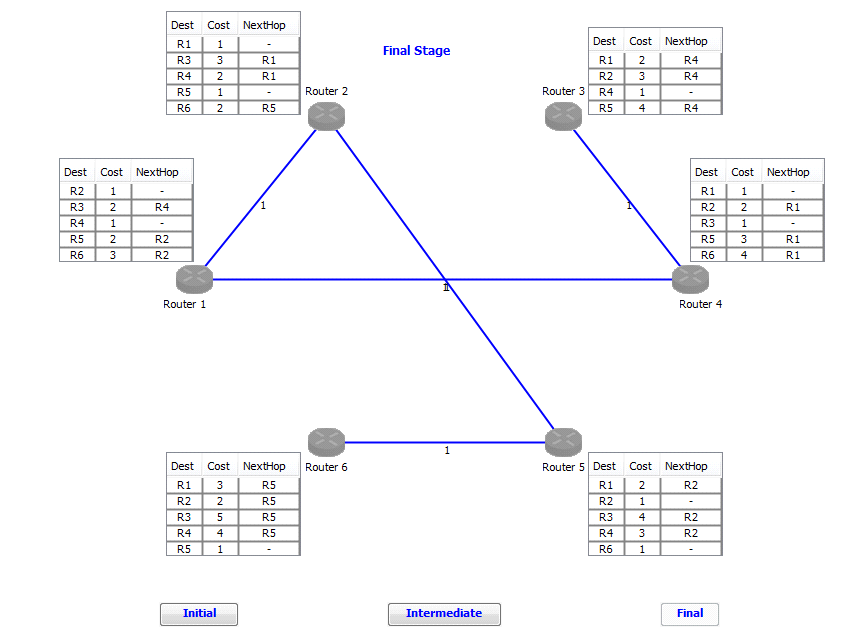 Final Stage
Dest Cost NextHop
R1 1 -
R3 3 R1
R4 2 R1
R5 1 -
R6 2 R5
Router 2
Router 3
Dest Cost NextHop
R1 2 R4
R2 3 R4
R4 1 -
R5 4 R4
Dest Cost NextHop
R2 1 -
R3 2 R4
R4 1 -
R5 2 R2
R6 3 R2
Router 1
1
1
Dest Cost NextHop
R1 1 -
R2 2 R1
R3 1 -
R5 3 R1
R6 4 R1
Router 4
1
1
Router 6
1
Router 5
Dest Cost NextHop
R1 3 R5
R2 2 R5
R3 5 R5
R4 4 R5
R5 1 -
Dest Cost NextHop
R1 2 R2
R2 1 -
R3 4 R2
R4 3 R2
R6 1 -
Initial
Intermediate
Final